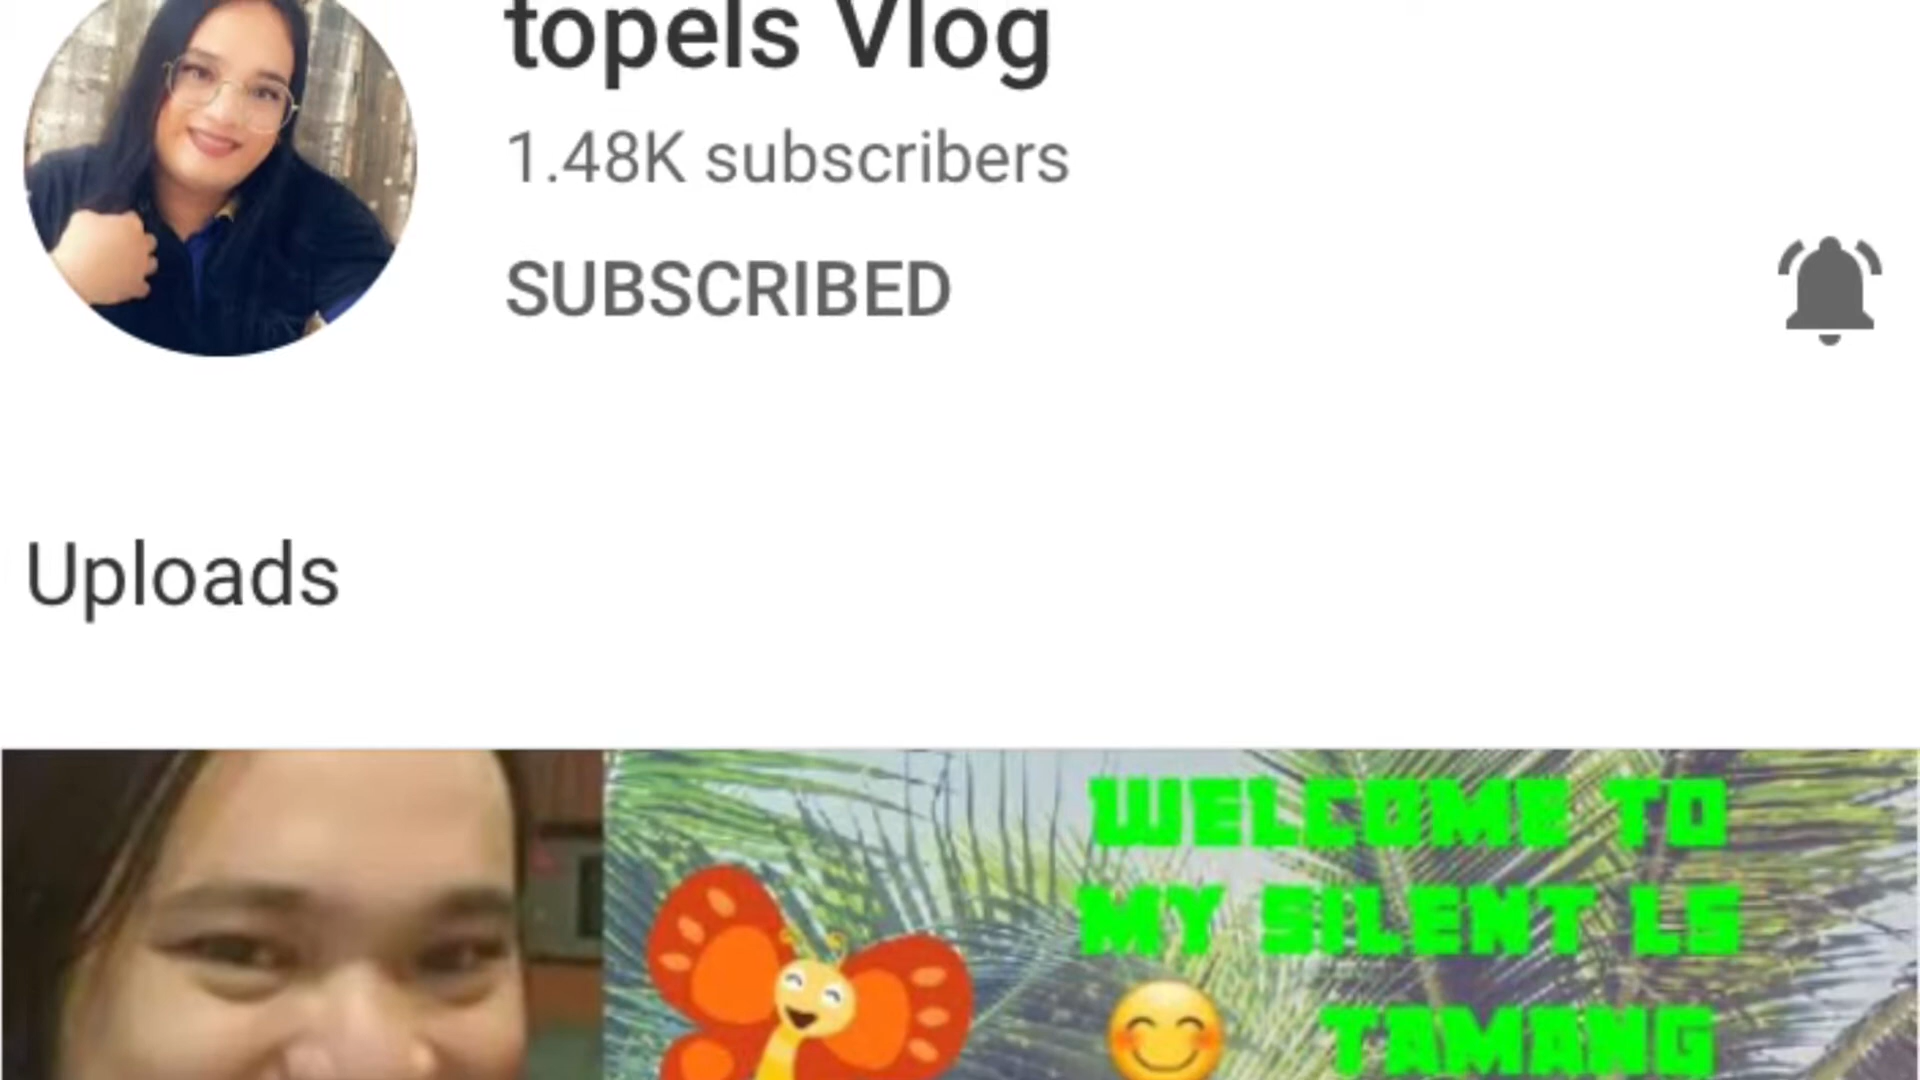 topels Vlog
1.48K subscribers
SUBSCRIBED
Uploads
WELCOME TO
MY SILENT LS
TAMANG